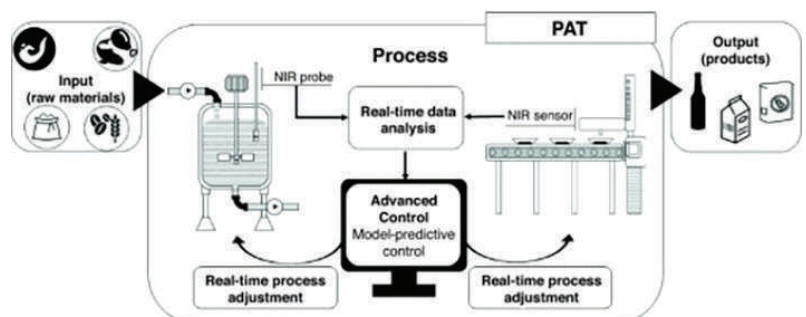 PAT
Process
Input
(raw materials)
Output
(products)
NIR probe
Real-time data
analysis
NIR sensor
Advanced
Control
Model-predictive
control
Real-time process
adjustment
Real-time process
adjustment